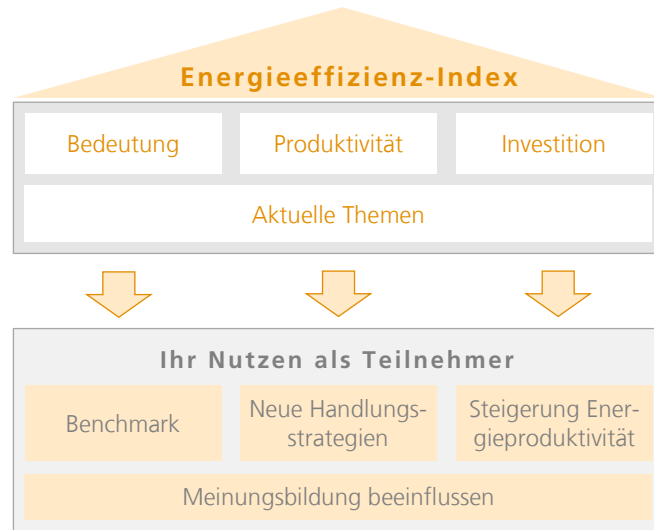 Energieeffizienz-Index
Bedeutung
Produktivität
Investition
Aktuelle Themen
Ihr Nutzen als Teilnehmer
Benchmark
Neue Handlungs-
strategien
Steigerung Ener-
gieproduktivität
Meinungsbildung beeinflussen